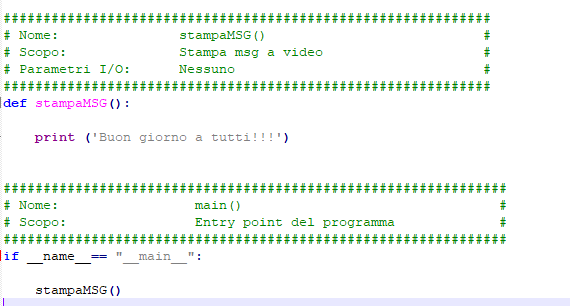 #############################################################
# Nome:               stampaMSG()                           #
# Scopo:              Stampa msg a video                    #
# Parametri I/O:      Nessuno                               #
#############################################################
def stampaMSG():
    print ('Buon giorno a tutti!!!')
###############################################################
# Nome:                 main()                                #
# Scopo:                Entry point del programma             #
###############################################################
if __name__== "__main__":
    stampaMSG()